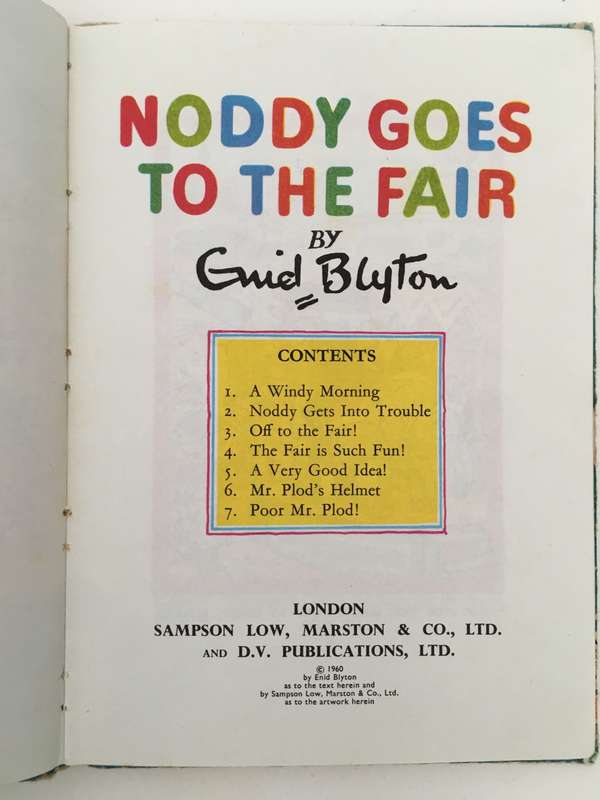 NODDY GOES
TO THE FAIR
BY
Enid Blyton
CONTENTS
1. A Windy Morning
2. Noddy Gets Into Trouble
3. Off to the Fair!
4. The Fair is Such Fun!
5. A Very Good Idea!
6. Mr. Plod's Helmet
7. Poor Mr. Plod!
LONDON
SAMPSON LOW, MARSTON & CO., LTD.
AND D.V. PUBLICATIONS, LTD.
© 1960
by Enid Blyton
as to the text herein and
by Sampson Low, Marston & Co., Ltd.
as to the artwork herein